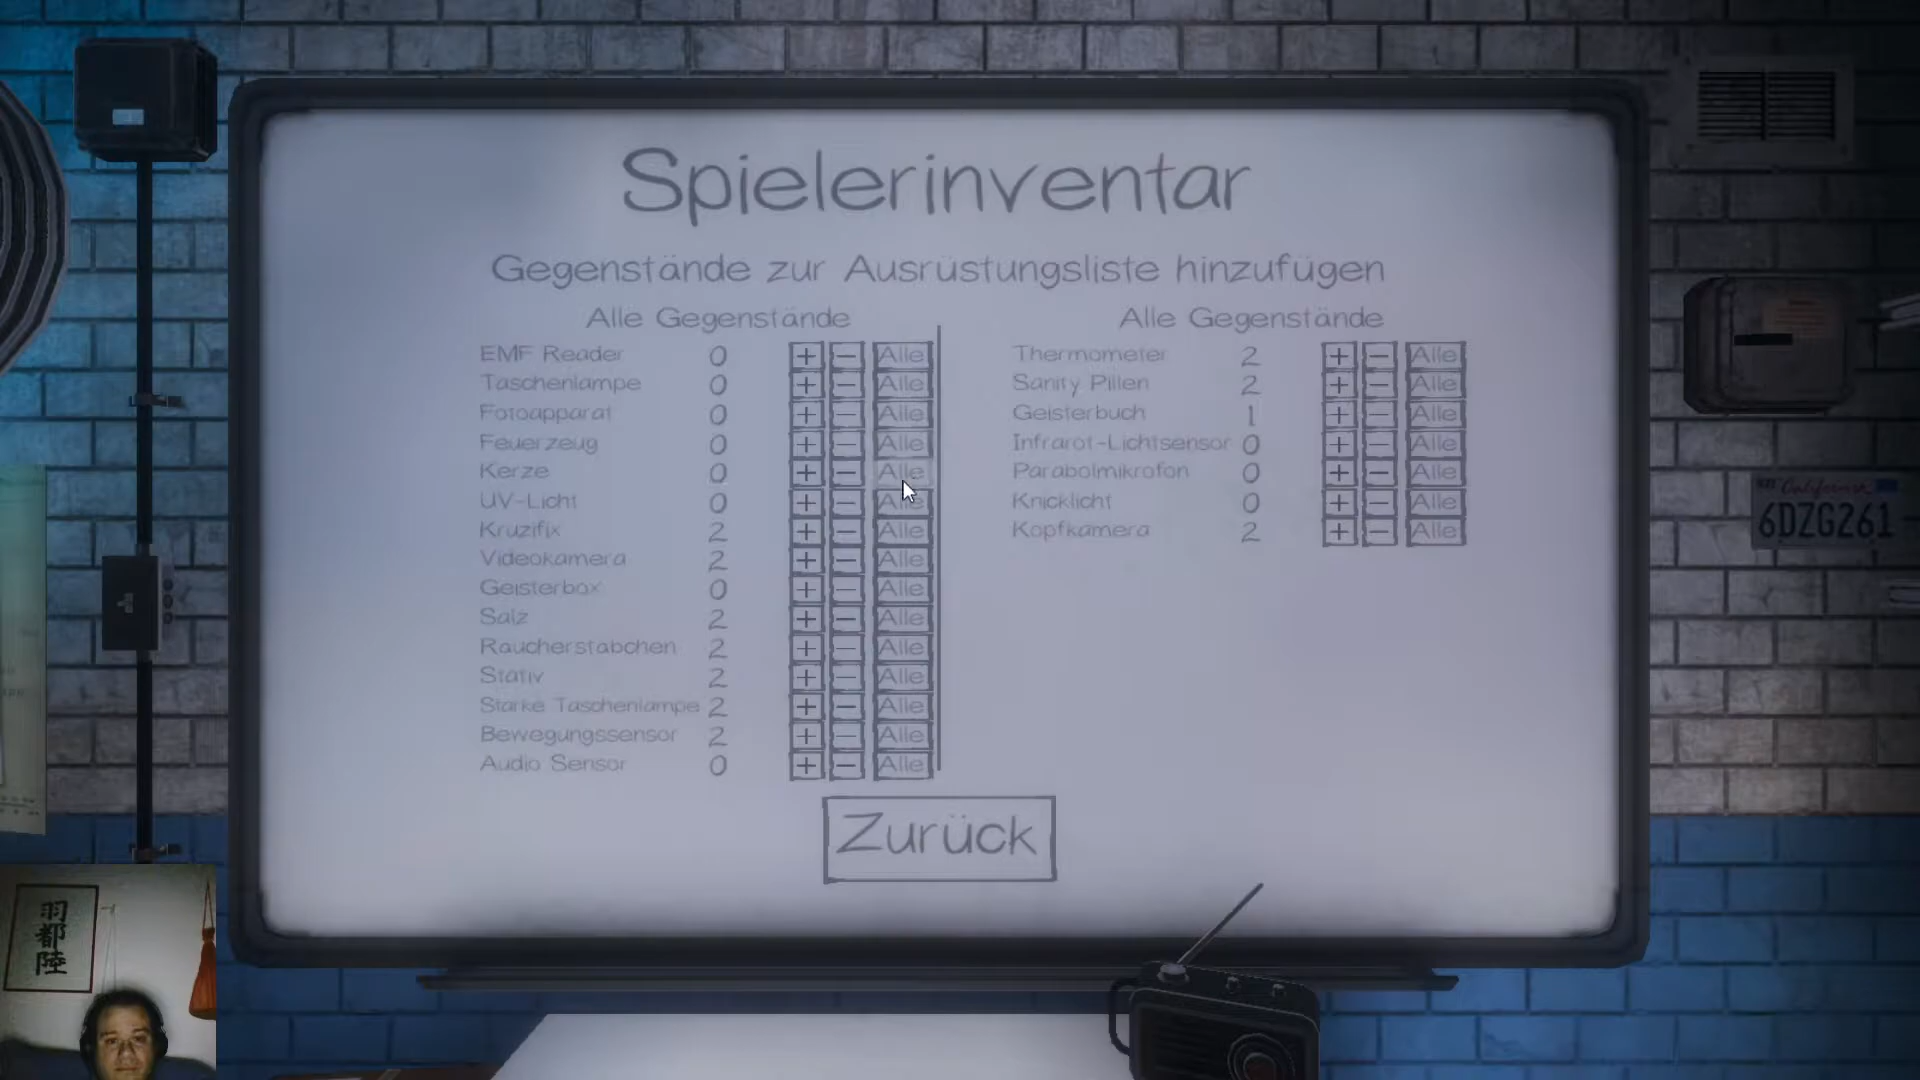 Spielerinventar
Gegenstände zur Ausrüstungsliste hinzufügen
Alle Gegenstände
EMF Reader 0 + - Alle
Taschenlampe 0 + - Alle
Fotoapparat 0 + - Alle
Feuerzeug 0 + - Alle
Kerze 0 + - Alle
UV-Licht 0 + - Alle
Kruzifix 2 + - Alle
Videokamera 2 + - Alle
Geisterbox 0 + - Alle
Salz 2 + - Alle
Räucherstäbchen 2 + - Alle
Stativ 2 + - Alle
Starke Taschenlampe 2 + - Alle
Bewegungssensor 2 + - Alle
Audio Sensor 0 + - Alle
Alle Gegenstände
Thermometer 2 + - Alle
Sanity Pillen 2 + - Alle
Geisterbuch 1 + - Alle
Infrarot-Lichtsensor 0 + - Alle
Parabolmikrofon 0 + - Alle
Knicklicht 0 + - Alle
Kopfkamera 2 + - Alle
Zurück
California
6DZG261
羽
都
陸